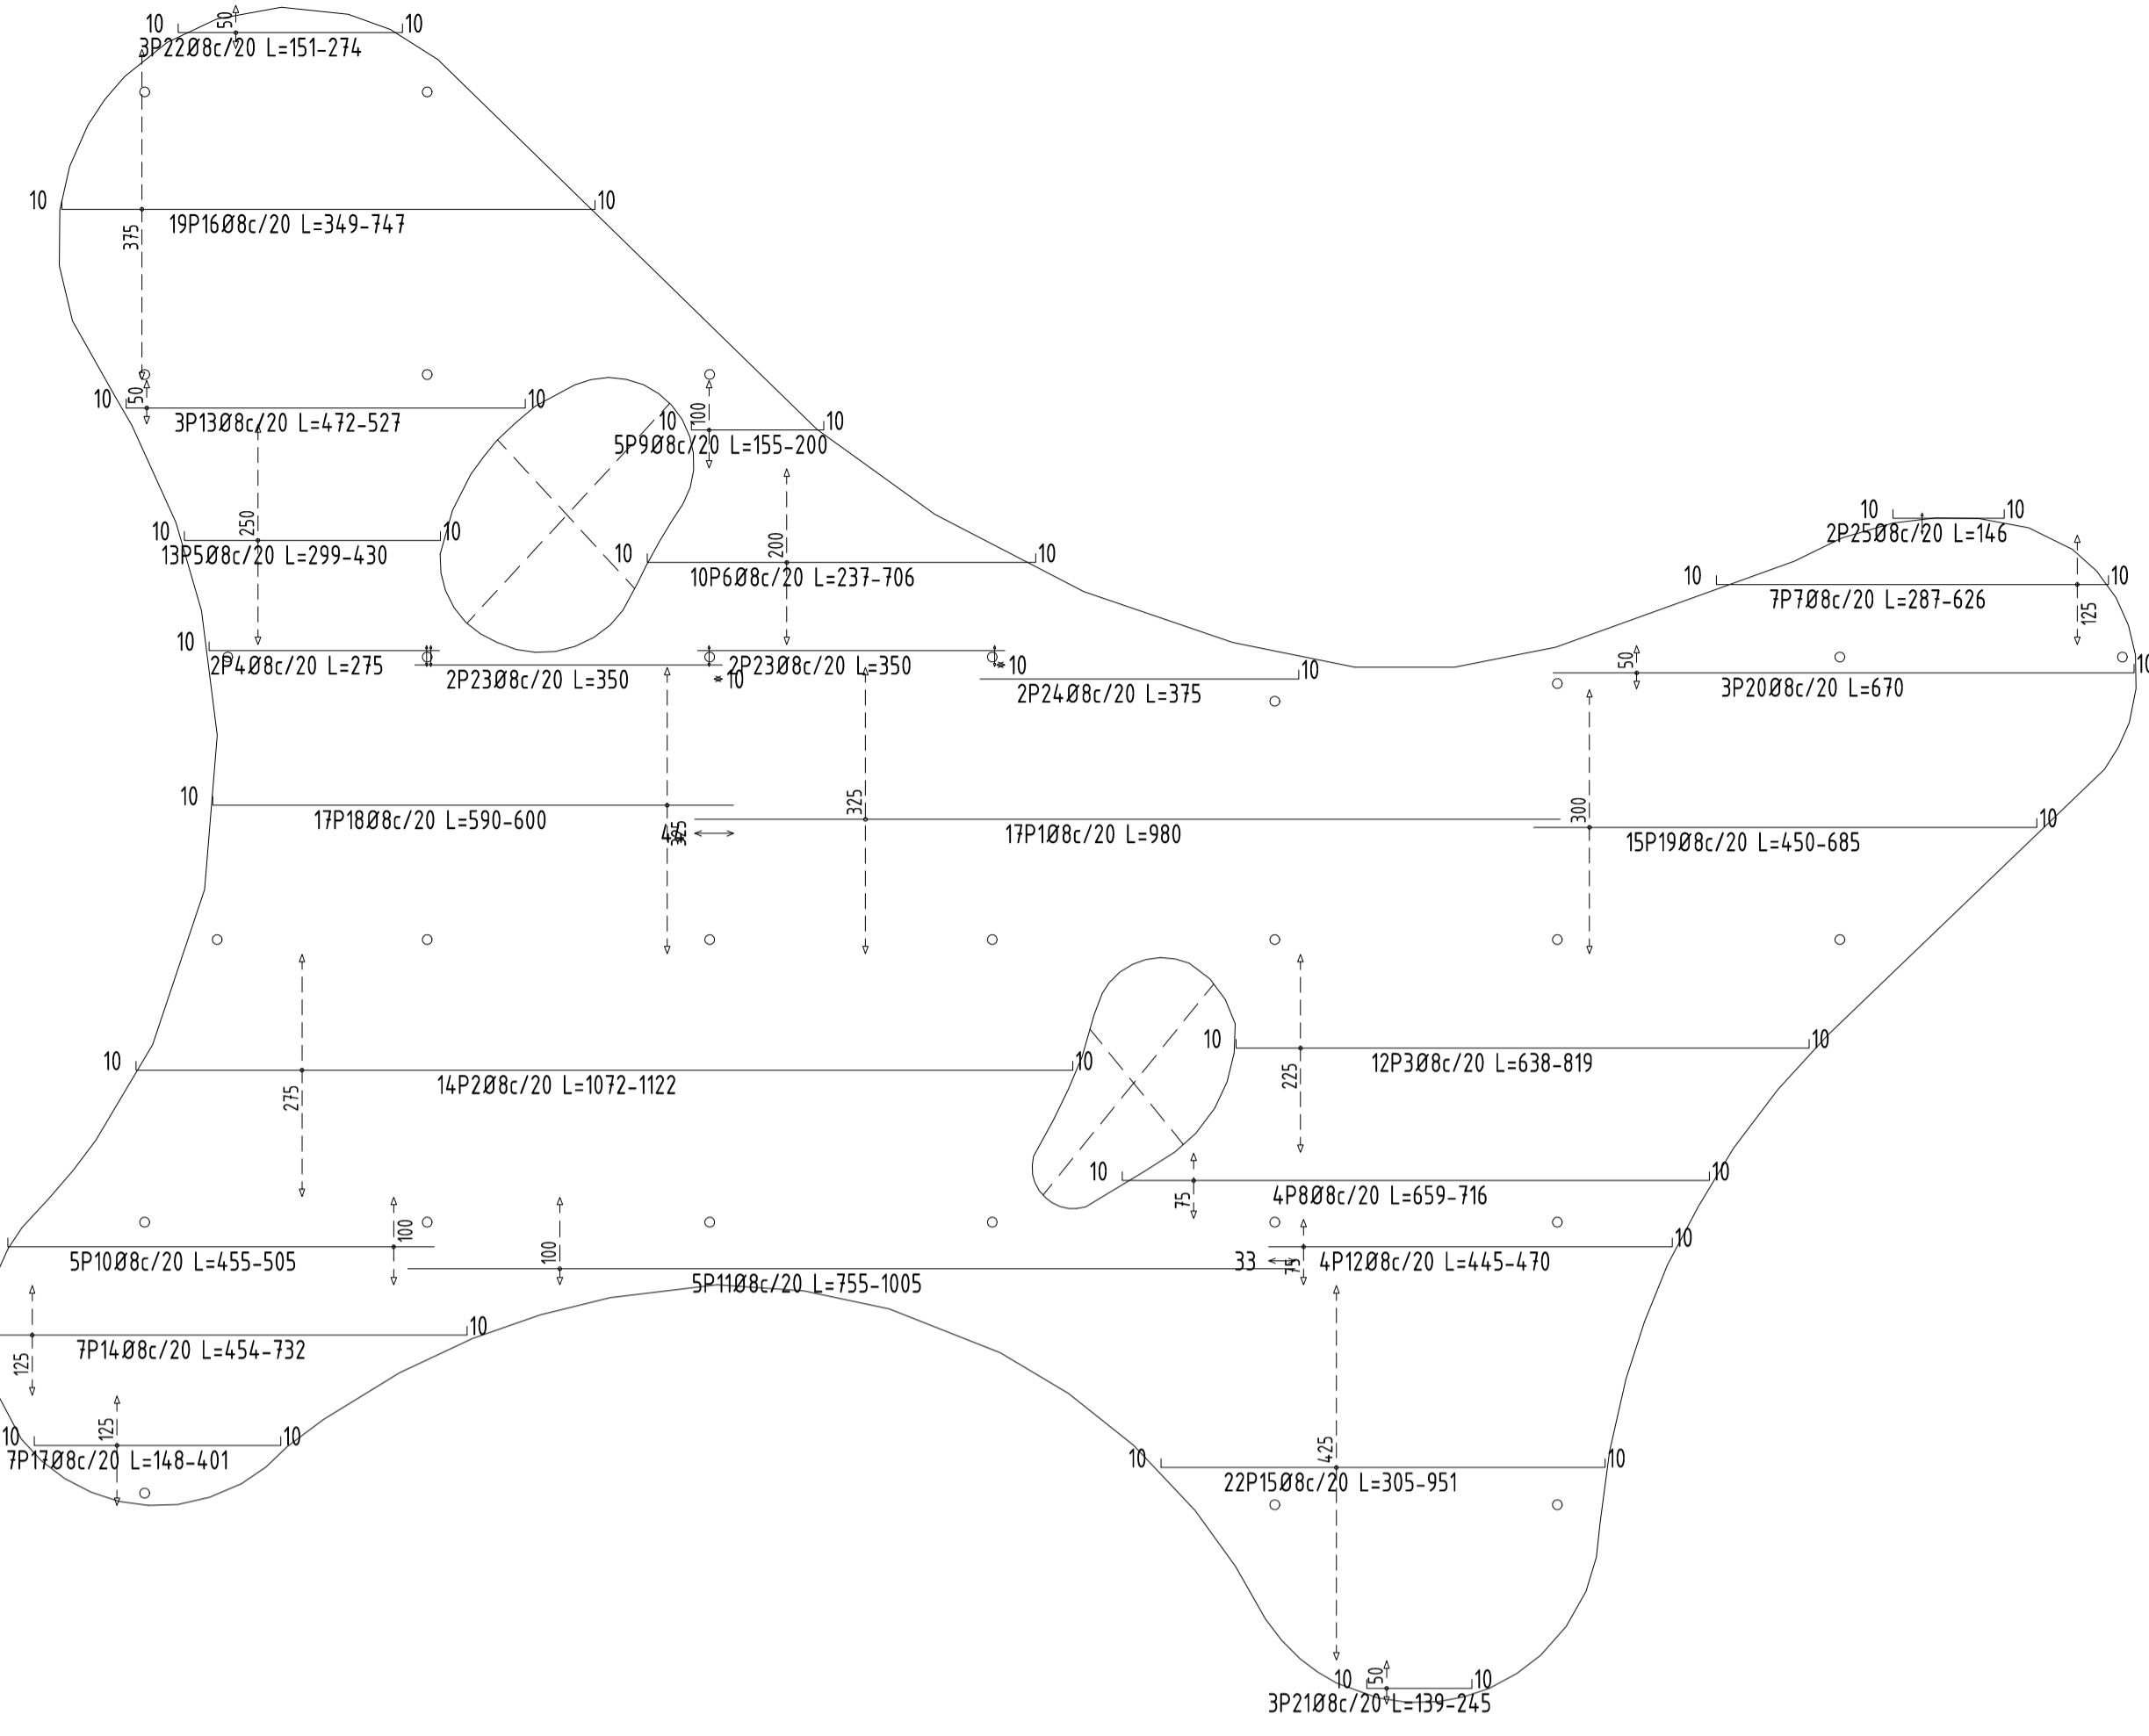 10 50 10
3P22Ø8c/20 L=151-274
10 10
19P16Ø8c/20 L=349-747
375
10 50 10
3P13Ø8c/20 L=472-527
10 100 10
5P9Ø8c/20 L=155-200
10 250 10
13P5Ø8c/20 L=299-430
10 200 10
10P6Ø8c/20 L=237-706
10 10
2P25Ø8c/20 L=146
10 10
7P7Ø8c/20 L=287-626
125
10
2P4Ø8c/20 L=275
2P23Ø8c/20 L=350
10
2P23Ø8c/20 L=350
10
10
2P24Ø8c/20 L=375
50 10
3P20Ø8c/20 L=670
10
17P18Ø8c/20 L=590-600
325
325
17P1Ø8c/20 L=980
300 10
15P19Ø8c/20 L=450-685
10 10
14P2Ø8c/20 L=1072-1122
275
10 10
12P3Ø8c/20 L=638-819
225
10 10
4P8Ø8c/20 L=659-716
75
5P10Ø8c/20 L=455-505
100
100
5P11Ø8c/20 L=755-1005
33
75
10
4P12Ø8c/20 L=445-470
10
7P14Ø8c/20 L=454-732
125
10 125 10
7P17Ø8c/20 L=148-401
10 425 10
22P15Ø8c/20 L=305-951
10 50 10
3P21Ø8c/20 L=139-245